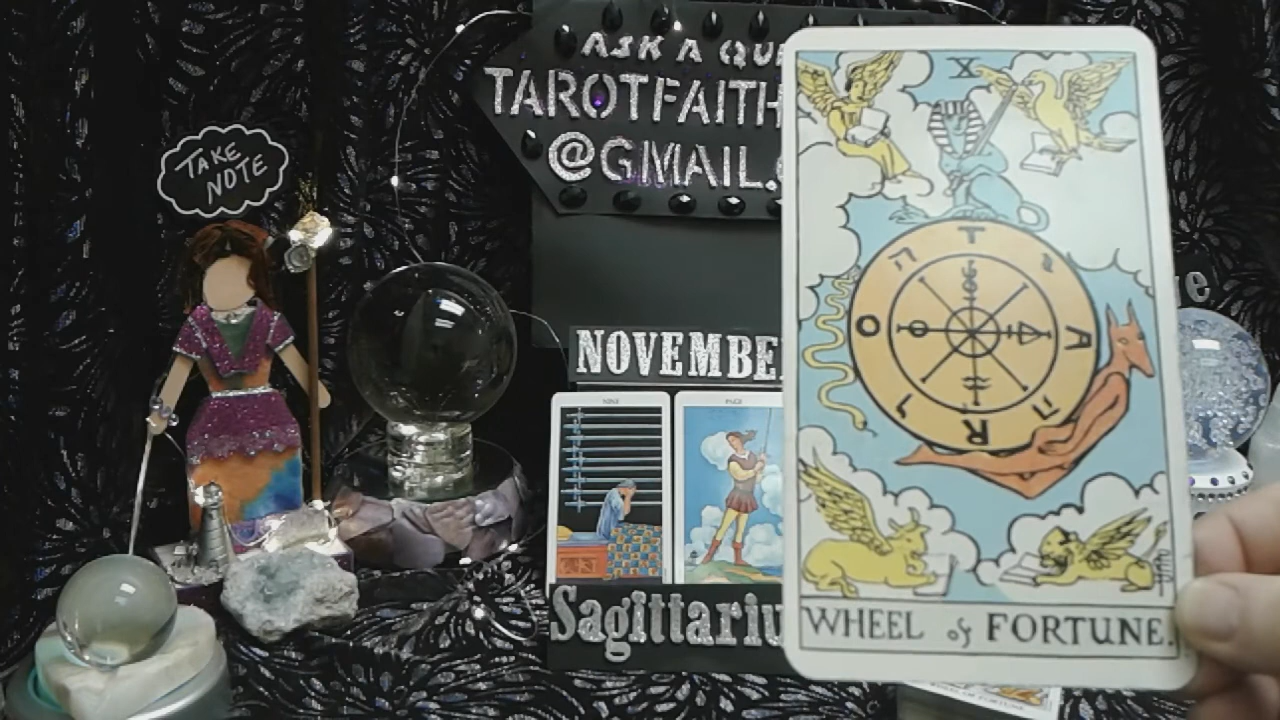 ASK A QU
TAROTFAITH
@GMAIL.
TAKE
NOTE
NOVEMBE
Sagittariu
X
T
A
R
O
ה
ו
ה
י
WHEEL of FORTUNE.